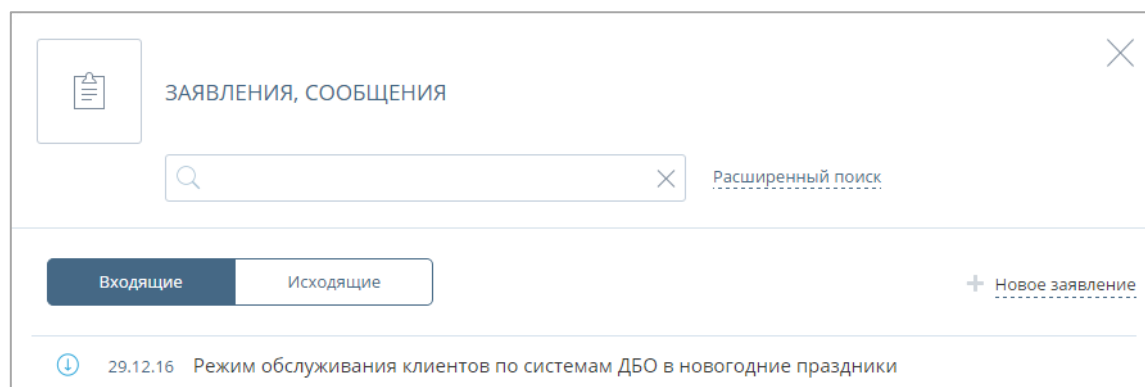 ЗАЯВЛЕНИЯ, СООБЩЕНИЯ
Расширенный поиск
Входящие Исходящие
Новое заявление
29.12.16 Режим обслуживания клиентов по системам ДБО в новогодние праздники